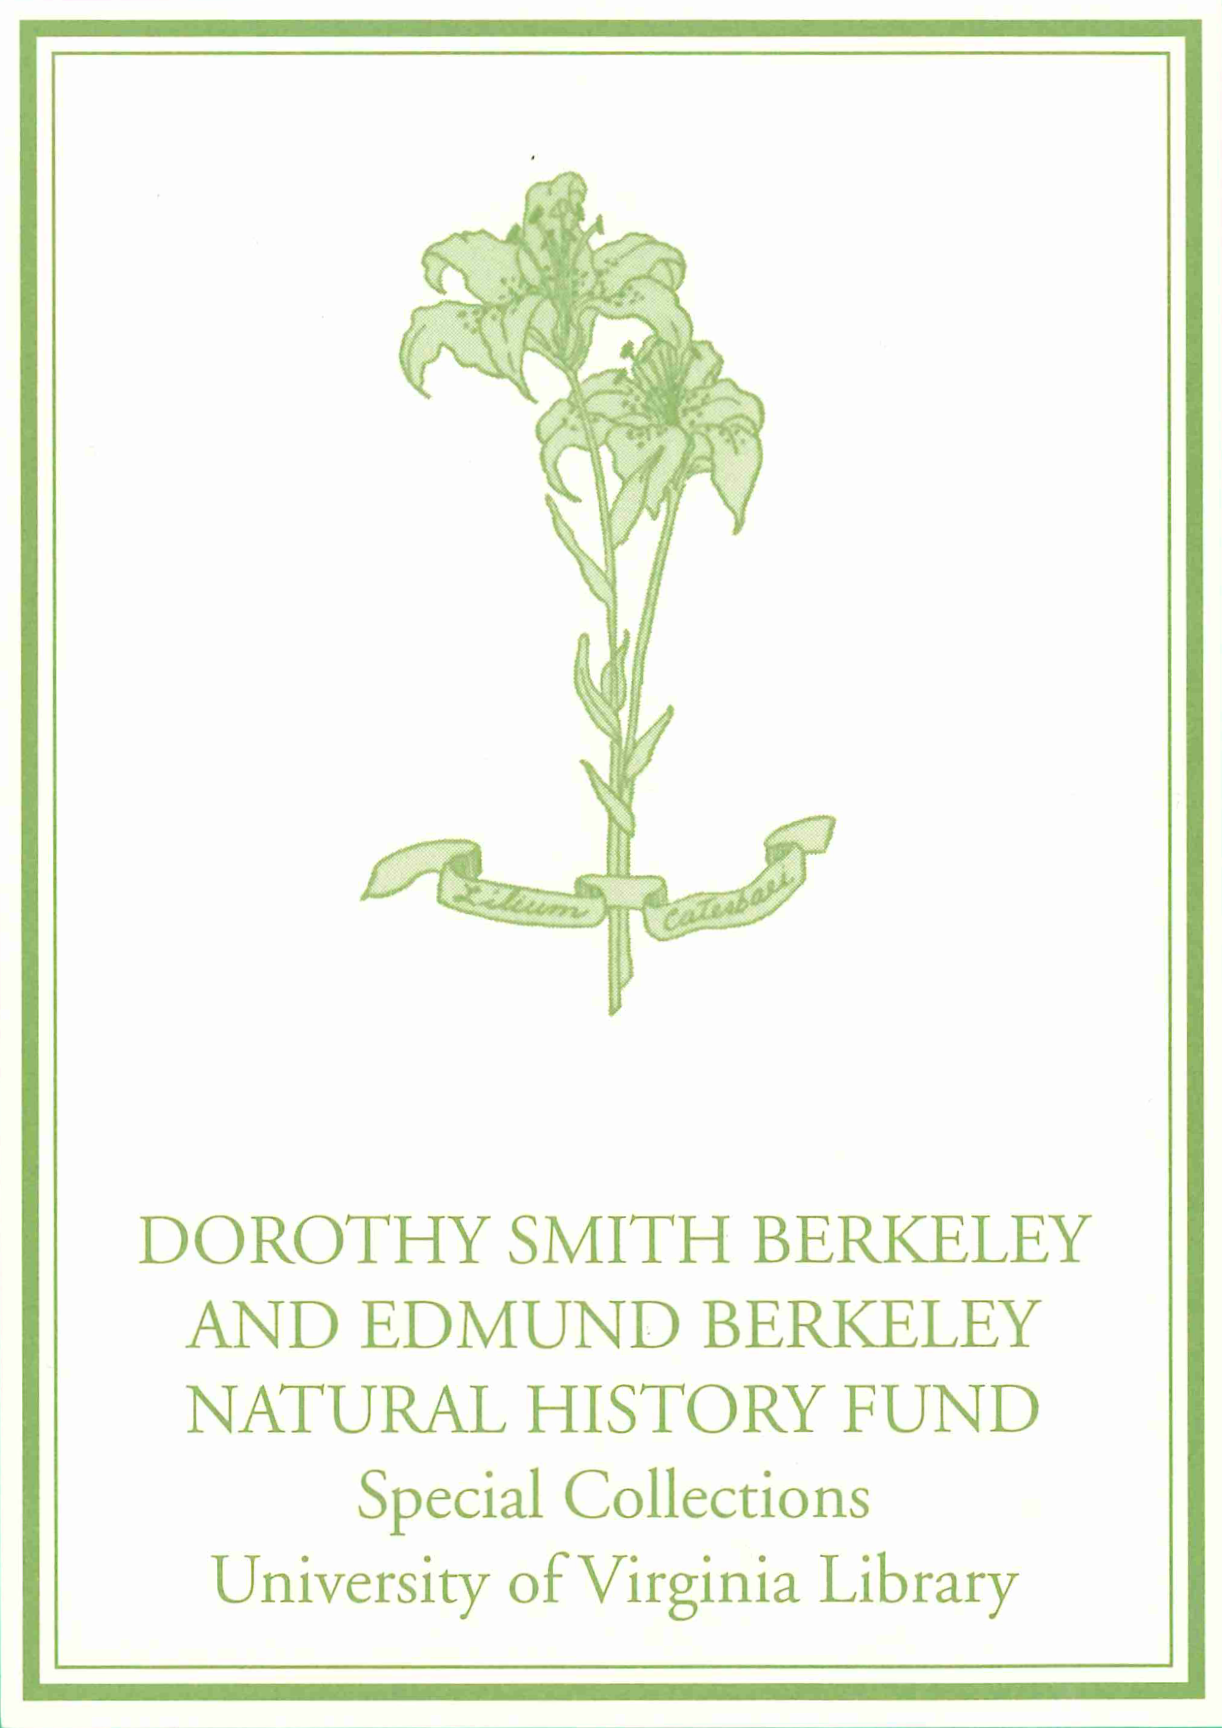 Lilium catesbaei
DOROTHY SMITH BERKELEY
AND EDMUND BERKELEY
NATURAL HISTORY FUND
Special Collections
University of Virginia Library